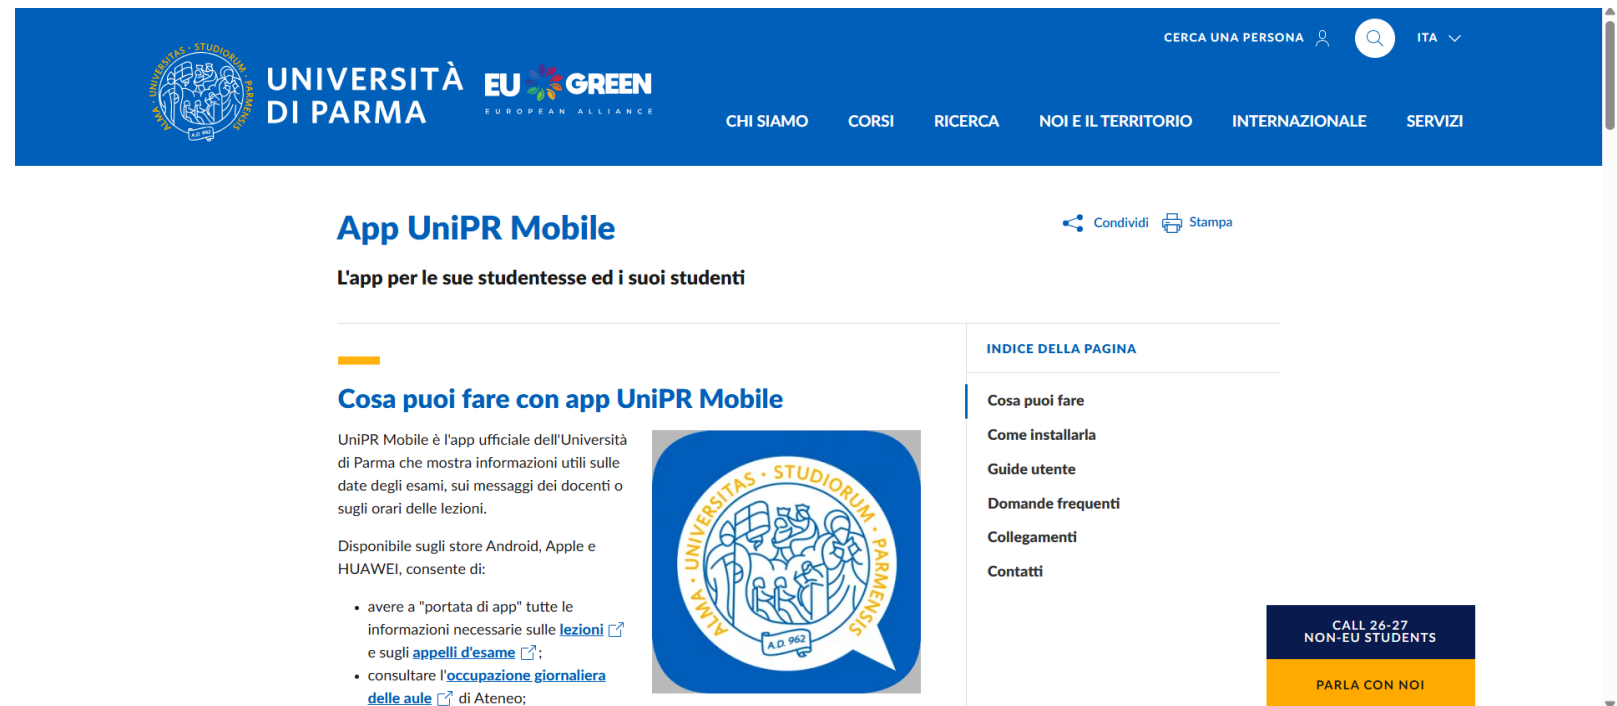 CERCA UNA PERSONA
ITA
ALMA · UNIVERSITAS · STUDIORUM · PARMENSIS
A.D. 962
UNIVERSITÀ
DI PARMA
EU GREEN
EUROPEAN ALLIANCE
CHI SIAMO
CORSI
RICERCA
NOI E IL TERRITORIO
INTERNAZIONALE
SERVIZI
App UniPR Mobile
Condividi
Stampa
L'app per le sue studentesse ed i suoi studenti
Cosa puoi fare con app UniPR Mobile
UniPR Mobile è l'app ufficiale dell'Università
di Parma che mostra informazioni utili sulle
date degli esami, sui messaggi dei docenti o
sugli orari delle lezioni.
Disponibile sugli store Android, Apple e
HUAWEI, consente di:
• avere a "portata di app" tutte le
informazioni necessarie sulle lezioni
e sugli appelli d'esame ;
• consultare l'occupazione giornaliera
delle aule di Ateneo;
ALMA · UNIVERSITAS · STUDIORUM · PARMENSIS
A.D. 962
INDICE DELLA PAGINA
Cosa puoi fare
Come installarla
Guide utente
Domande frequenti
Collegamenti
Contatti
CALL 26-27
NON-EU STUDENTS
PARLA CON NOI